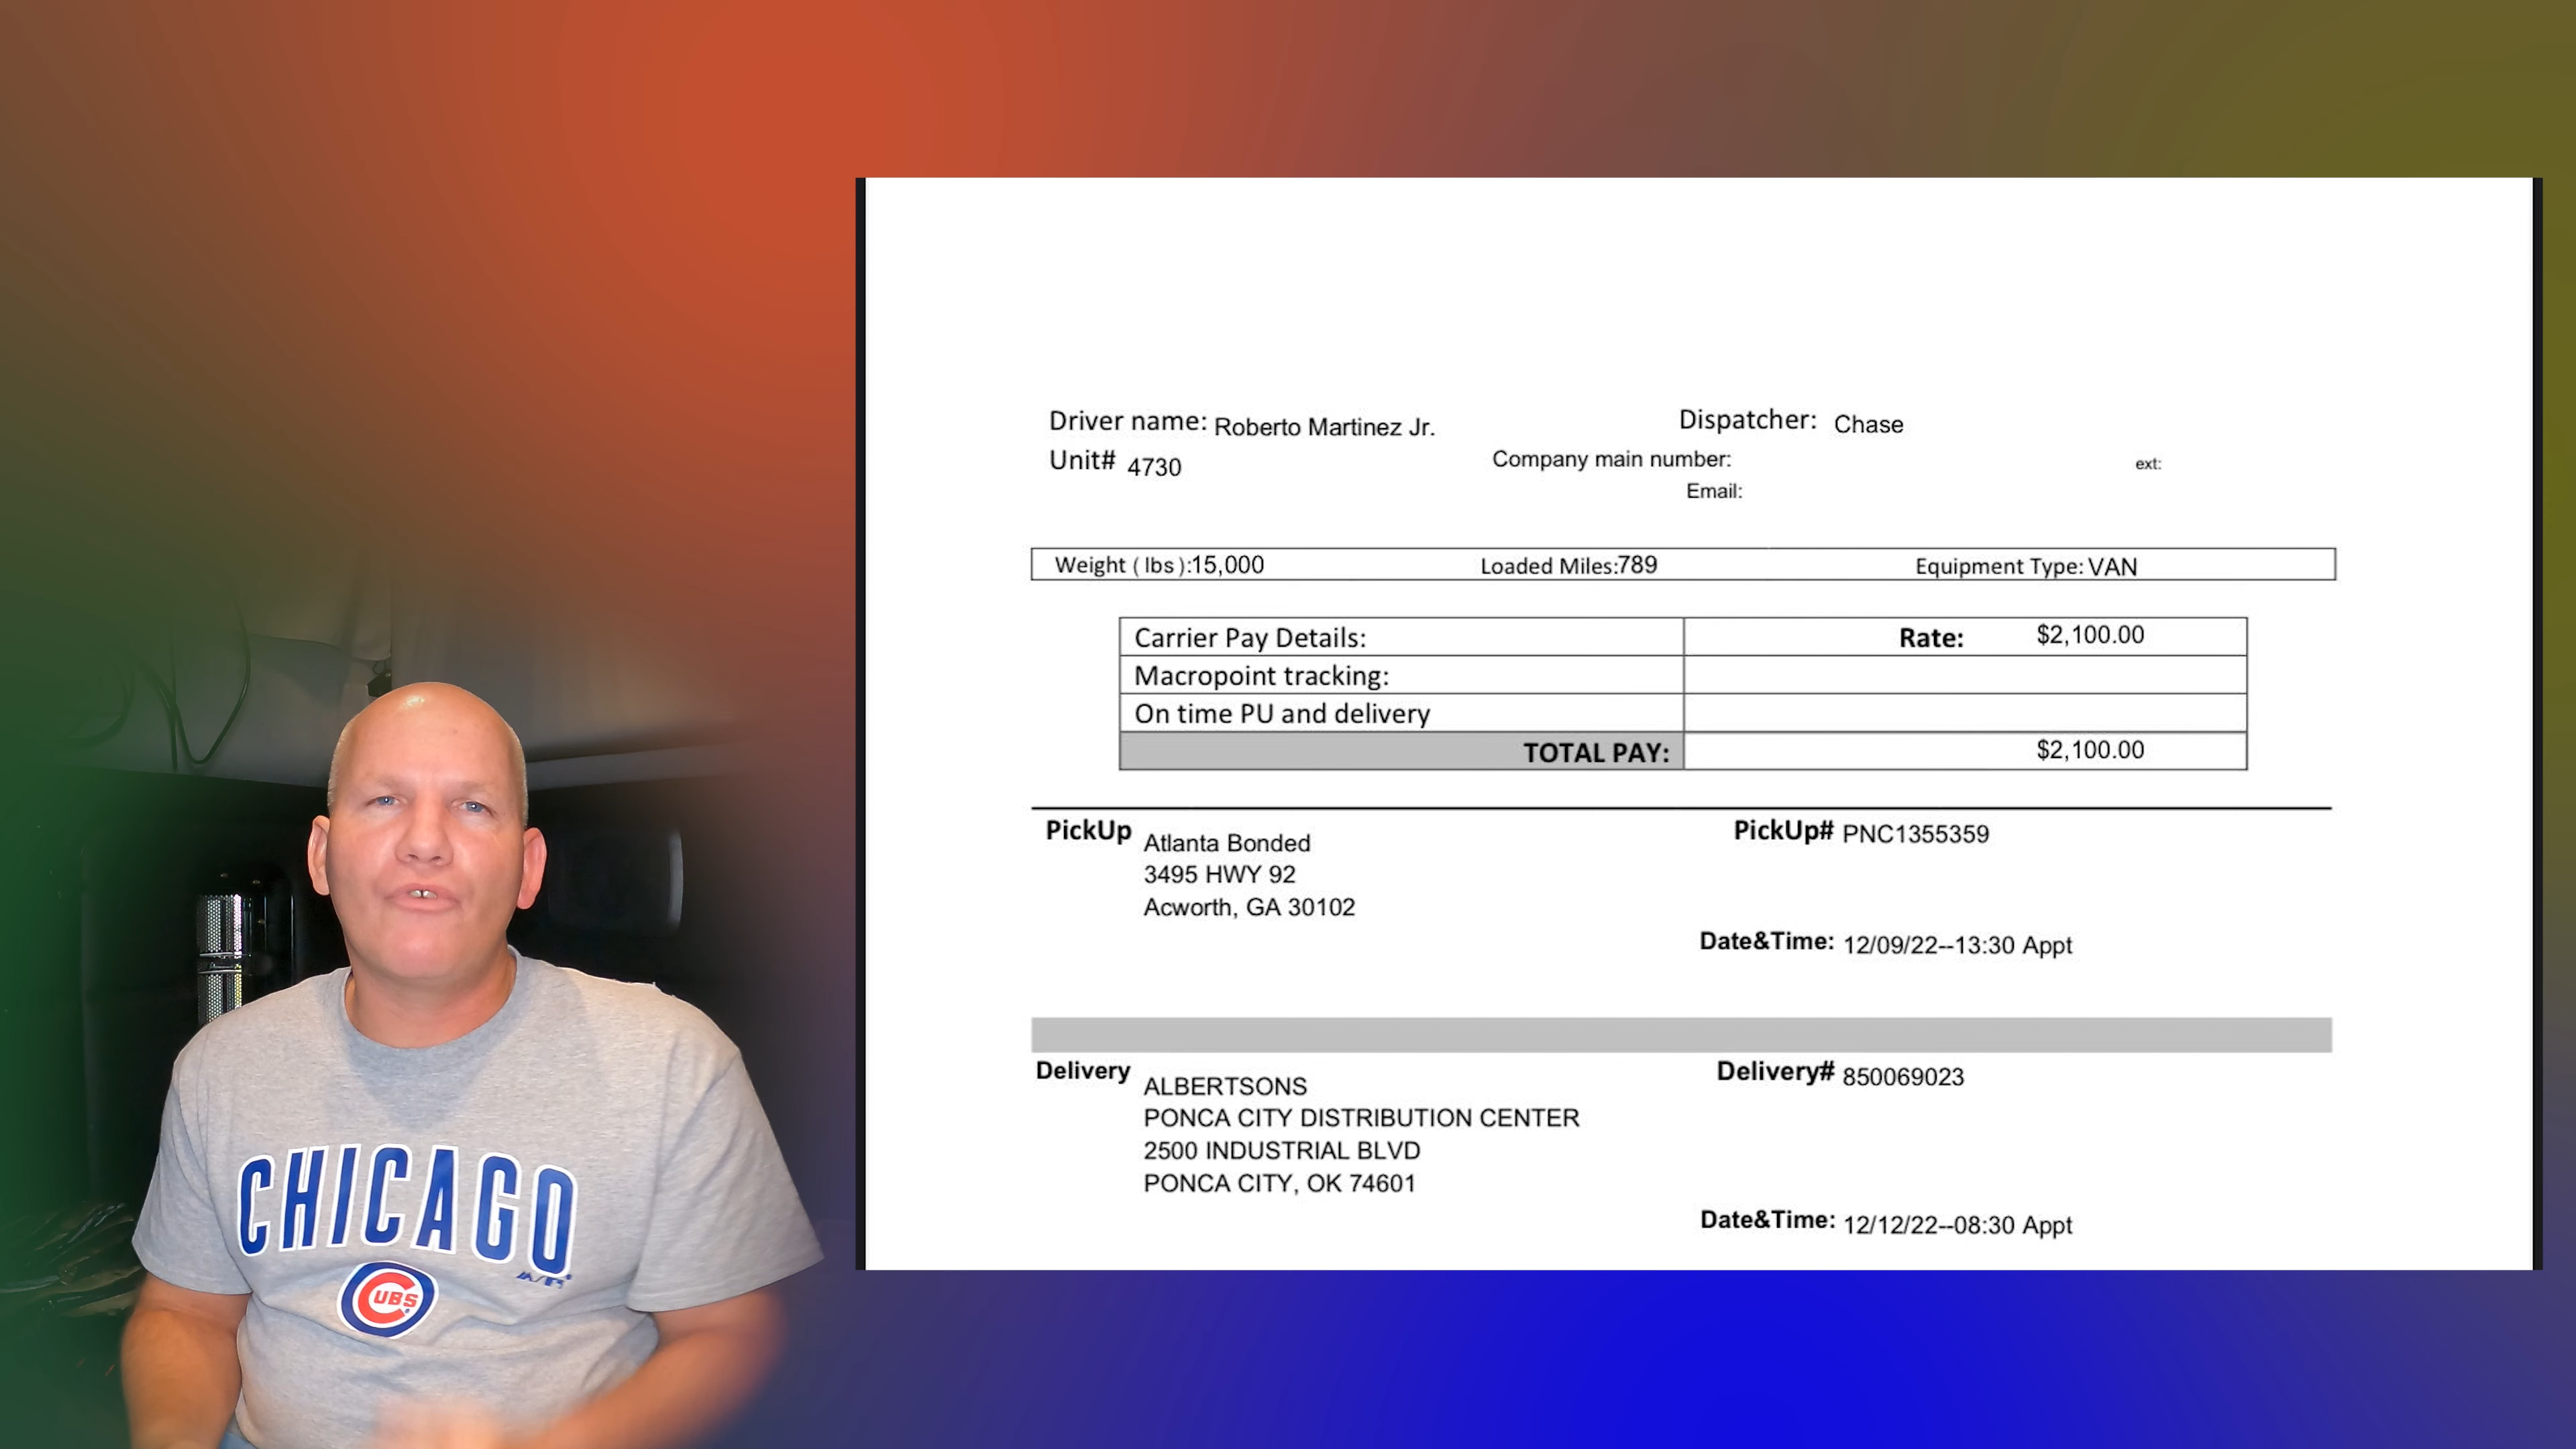 Driver name: Roberto Martinez Jr.
Dispatcher: Chase
Unit# 4730
Company main number:
ext:
Email:
Weight ( lbs ):15,000
Loaded Miles:789
Equipment Type: VAN
Carrier Pay Details:
Rate: $2,100.00
Macropoint tracking:
On time PU and delivery
TOTAL PAY: $2,100.00
PickUp
Atlanta Bonded
3495 HWY 92
Acworth, GA 30102
PickUp# PNC1355359
Date&Time: 12/09/22--13:30 Appt
Delivery
ALBERTSONS
PONCA CITY DISTRIBUTION CENTER
2500 INDUSTRIAL BLVD
PONCA CITY, OK 74601
Delivery# 850069023
Date&Time: 12/12/22--08:30 Appt
CHICAGO
CUBS